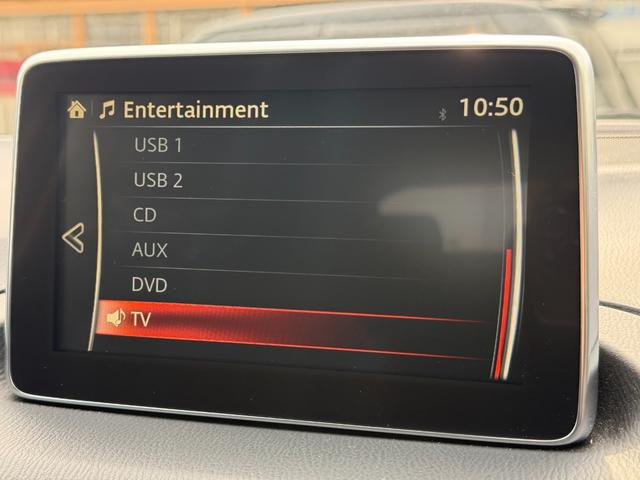 Entertainment
10:50
USB 1
USB 2
CD
AUX
DVD
TV